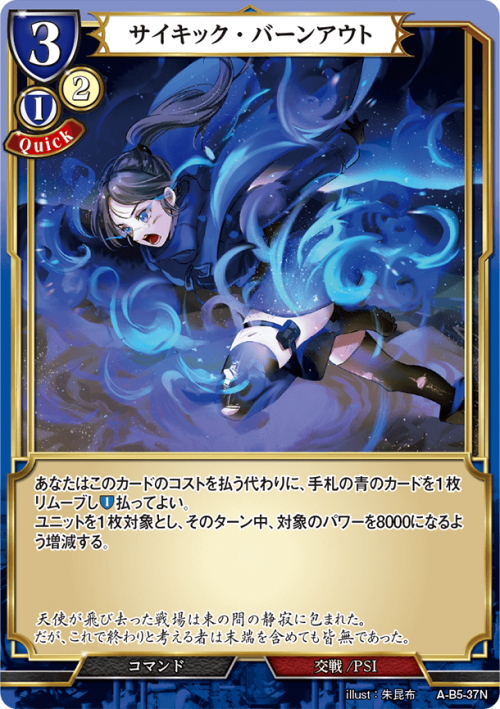 3
サイキック・バーンアウト
1
2
Quick
あなたはこのカードのコストを払う代わりに、手札の青のカードを1枚
リムーブし1払ってよい。
ユニットを1枚対象とし、そのターン中、対象のパワーを8000になるよ
う増減する。
天使が飛び去った戦場は束の間の静寂に包まれた。
だが、これで終わりと考える者は末端を含めても皆無であった。
コマンド
交戦/PSI
illust:朱昆布
A-B5-37N